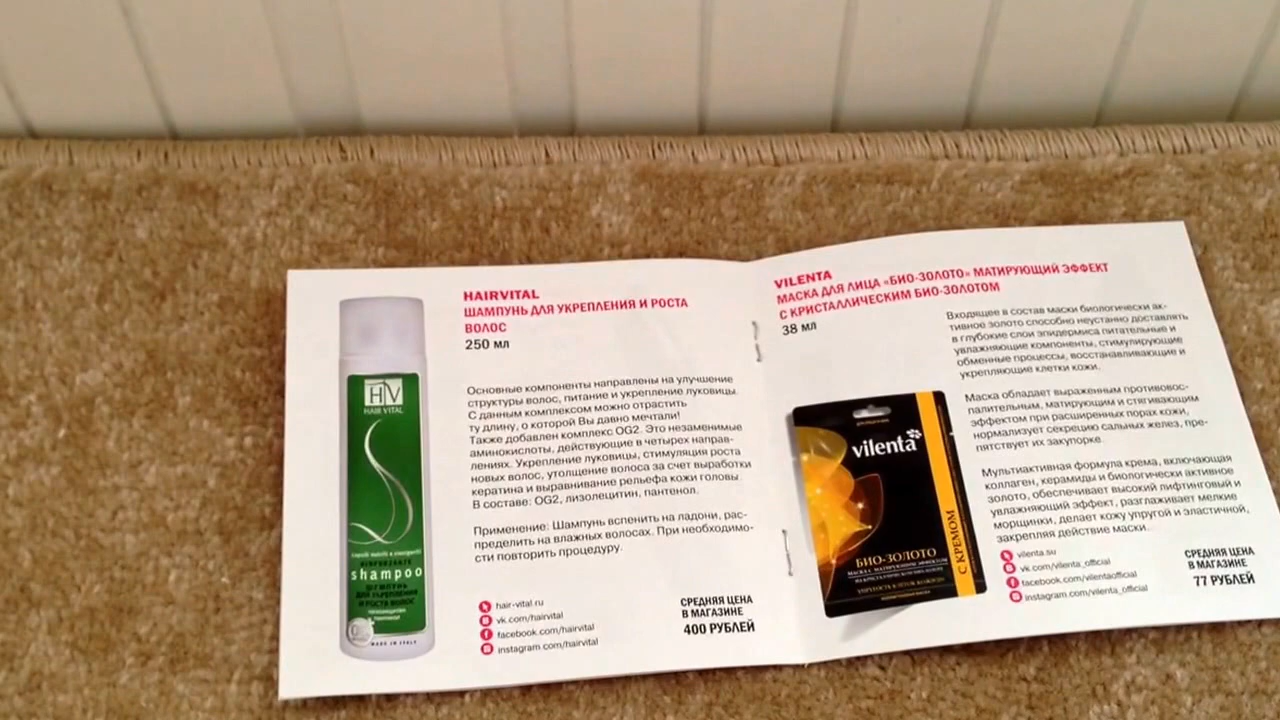 HAIRVITAL
ШАМПУНЬ ДЛЯ УКРЕПЛЕНИЯ И РОСТА
ВОЛОС
250 мл
Основные компоненты направлены на улучшение
структуры волос, питание и укрепление луковицы.
С данным комплексом можно отрастить
ту длину, о которой Вы давно мечтали!
Также добавлен комплекс OG2. Это незаменимые
аминокислоты, действующие в четырех направ-
лениях. Укрепление луковицы, стимуляция роста
новых волос, утолщение волоса за счет выработки
кератина и выравнивание рельефа кожи головы.
В составе: OG2, лизолецитин, пантенол.
Применение: Шампунь вспенить на ладони, рас-
пределить на влажных волосах. При необходимо-
сти повторить процедуру.
hair-vital.ru
vk.com/hairvital
facebook.com/hairvital
instagram.com/hairvital
СРЕДНЯЯ ЦЕНА
В МАГАЗИНЕ
400 РУБЛЕЙ
HV
HAIR VITAL
shampoo
ШАМПУНЬ
ДЛЯ УКРЕПЛЕНИЯ
И РОСТА ВОЛОС
MADE IN ITALY
VILENTA
МАСКА ДЛЯ ЛИЦА «БИО-ЗОЛОТО» МАТИРУЮЩИЙ ЭФФЕКТ
С КРИСТАЛЛИЧЕСКИМ БИО-ЗОЛОТОМ
38 мл
Входящее в состав маски биологически ак-
тивное золото способно неустанно доставлять
в глубокие слои эпидермиса питательные и
увлажняющие компоненты, стимулирующие
обменные процессы, восстанавливающие и
укрепляющие клетки кожи.
Маска обладает выраженным противовос-
палительным, матирующим и стягивающим
эффектом при расширенных порах кожи,
нормализует секрецию сальных желез, пре-
пятствует их закупорке.
Мультиактивная формула крема, включающая
коллаген, керамиды и биологически активное
золото, обеспечивает высокий лифтинговый и
увлажняющий эффект, разглаживает мелкие
морщинки, делает кожу упругой и эластичной,
закрепляя действие маски.
vilenta.su
vk.com/vilenta_official
facebook.com/vilentaofficial
instagram.com/vilenta_official
СРЕДНЯЯ ЦЕНА
В МАГАЗИНЕ
77 РУБЛЕЙ
vilenta
БИО-ЗОЛОТО
МАСКА С МАТИРУЮЩИМ ЭФФЕКТОМ
С КРЕМОМ